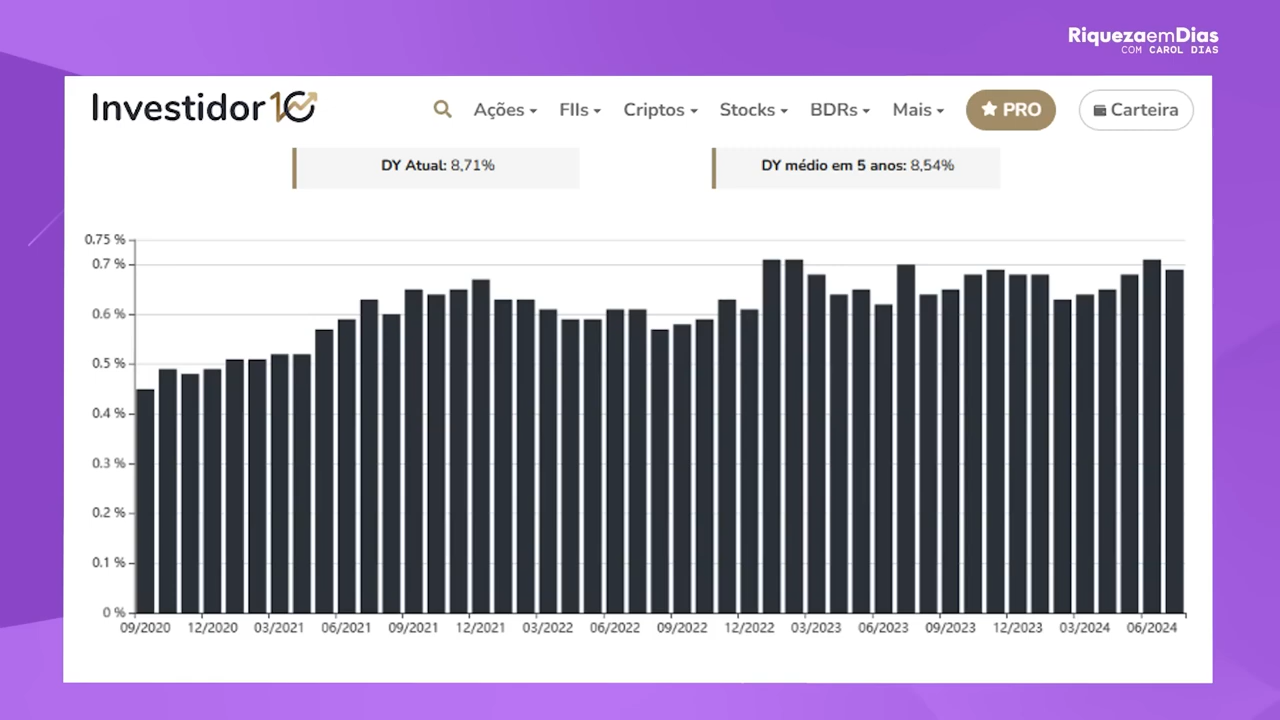 RiquezaemDias
COM CAROL DIAS
Investidor 10
Ações FIIs Criptos Stocks BDRs Mais PRO Carteira
DY Atual: 8,71% DY médio em 5 anos: 8,54%
0.75 %
0.7 %
0.6 %
0.5 %
0.4 %
0.3 %
0.2 %
0.1 %
0 %
09/2020 12/2020 03/2021 06/2021 09/2021 12/2021 03/2022 06/2022 09/2022 12/2022 03/2023 06/2023 09/2023 12/2023 03/2024 06/2024